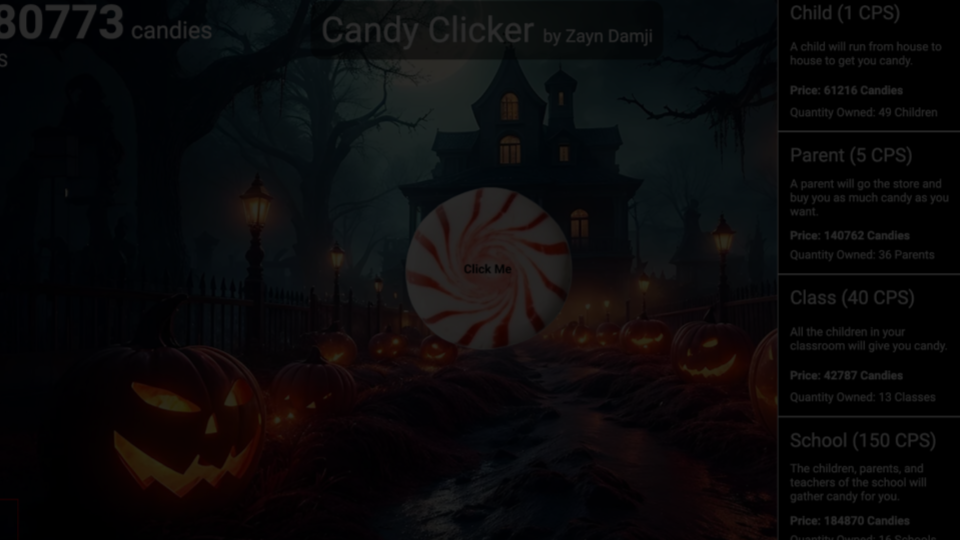 80773 candies
s
Candy Clicker by Zayn Damji
Click Me
Child (1 CPS)
A child will run from house to
house to get you candy.
Price: 61216 Candies
Quantity Owned: 49 Children
Parent (5 CPS)
A parent will go the store and
buy you as much candy as you
want.
Price: 140762 Candies
Quantity Owned: 36 Parents
Class (40 CPS)
All the children in your
classroom will give you candy.
Price: 42787 Candies
Quantity Owned: 13 Classes
School (150 CPS)
The children, parents, and
teachers of the school will
gather candy for you.
Price: 184870 Candies
Quantity Owned: 16 Schools